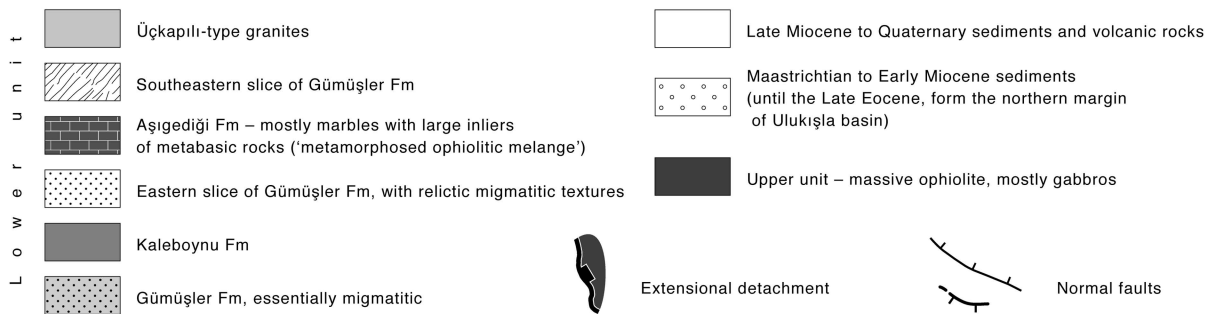 Lower unit
Üçkapılı-type granites
Southeastern slice of Gümüşler Fm
Aşıgediği Fm – mostly marbles with large inliers
of metabasic rocks (‘metamorphosed ophiolitic melange’)
Eastern slice of Gümüşler Fm, with relictic migmatitic textures
Kaleboynu Fm
Gümüşler Fm, essentially migmatitic
Late Miocene to Quaternary sediments and volcanic rocks
Maastrichtian to Early Miocene sediments
(until the Late Eocene, form the northern margin
of Ulukışla basin)
Upper unit – massive ophiolite, mostly gabbros
Extensional detachment
Normal faults